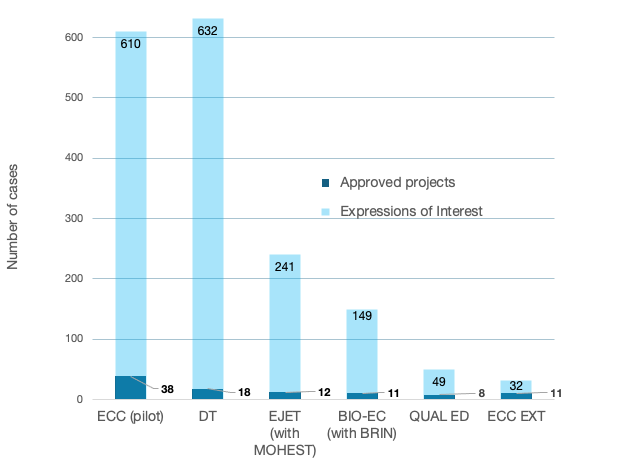 Number of cases
600
500
400
300
200
100
0
610
632
241
149
49
32
38
18
12
11
8
11
Approved projects
Expressions of Interest
ECC (pilot)
DT
EJET
(with
MOHEST)
BIO-EC
(with BRIN)
QUAL ED
ECC EXT